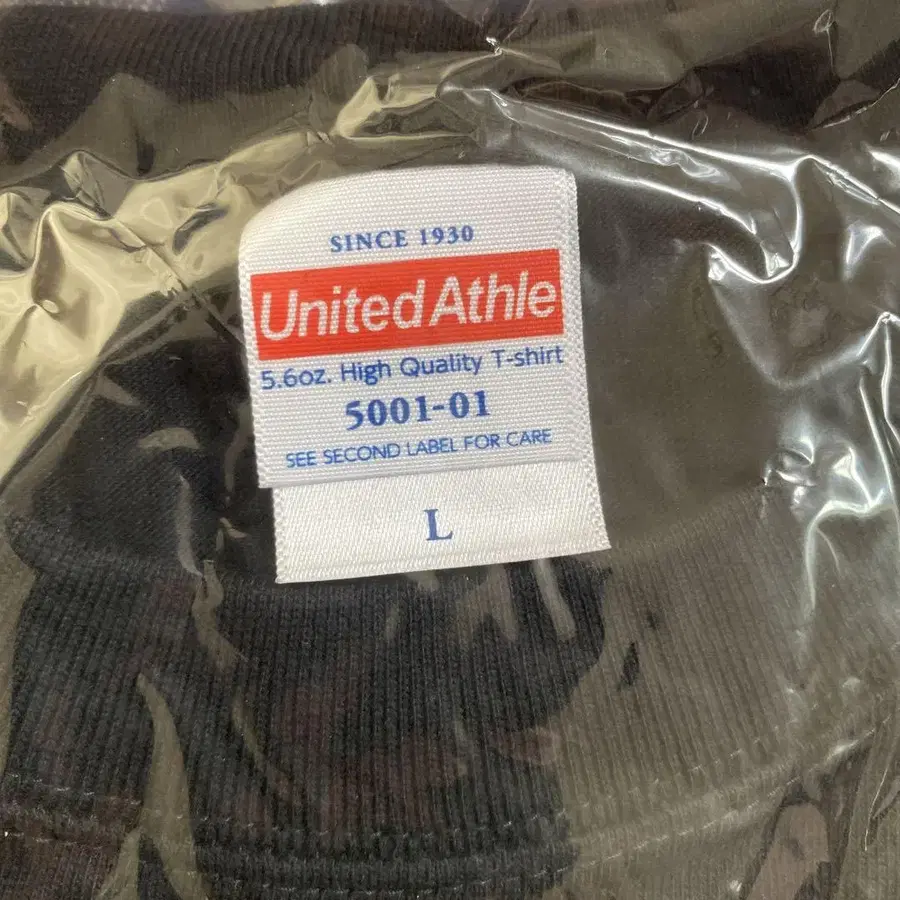 SINCE 1930
United Athle
5.6oz. High Quality T-shirt
5001-01
SEE SECOND LABEL FOR CARE
L